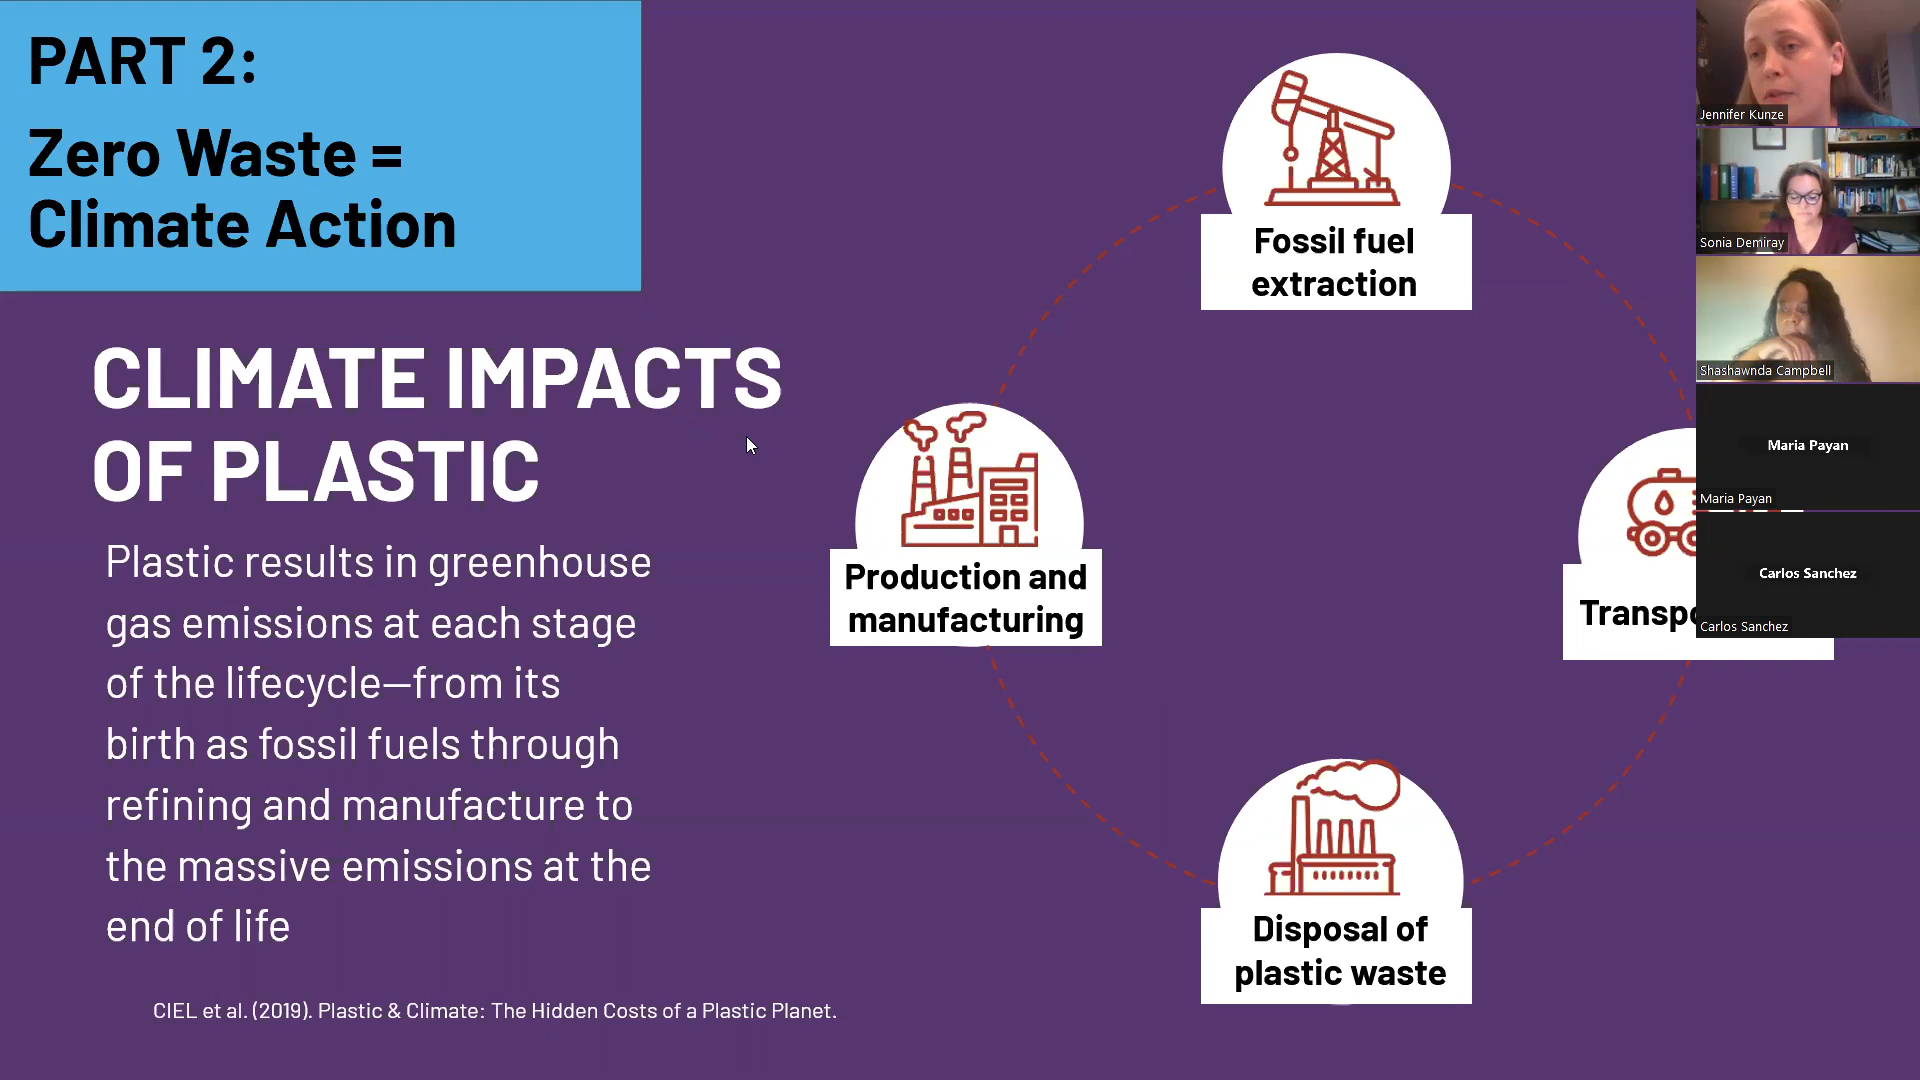 PART 2:
Zero Waste =
Climate Action
CLIMATE IMPACTS
OF PLASTIC
Plastic results in greenhouse
gas emissions at each stage
of the lifecycle—from its
birth as fossil fuels through
refining and manufacture to
the massive emissions at the
end of life
CIEL et al. (2019). Plastic & Climate: The Hidden Costs of a Plastic Planet.
Fossil fuel
extraction
Production and
manufacturing
Disposal of
plastic waste
Jennifer Kunze
Sonia Demiray
Shashawnda Campbell
Maria Payan
Maria Payan
Carlos Sanchez
Carlos Sanchez